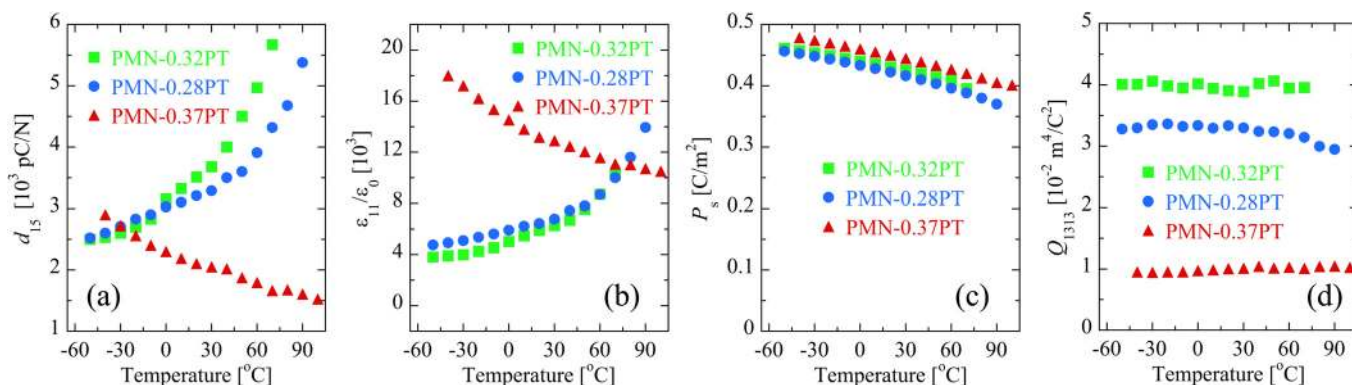 d₁₅ [10³ pC/N]
6
5
4
3
2
1
PMN-0.32PT
PMN-0.28PT
PMN-0.37PT
(a)
-60 -30 0 30 60 90
Temperature [°C]
ε₁₁/ε₀ [10³]
20
16
12
8
4
0
PMN-0.32PT
PMN-0.28PT
PMN-0.37PT
(b)
-60 -30 0 30 60 90
Temperature [°C]
Pₛ [C/m²]
0.5
0.4
0.3
0.2
0.1
PMN-0.32PT
PMN-0.28PT
PMN-0.37PT
(c)
-60 -30 0 30 60 90
Temperature [°C]
Q₁₃₁₃ [10⁻² m⁴/C²]
5
4
3
2
1
0
PMN-0.32PT
PMN-0.28PT
PMN-0.37PT
(d)
-60 -30 0 30 60 90
Temperature [°C]